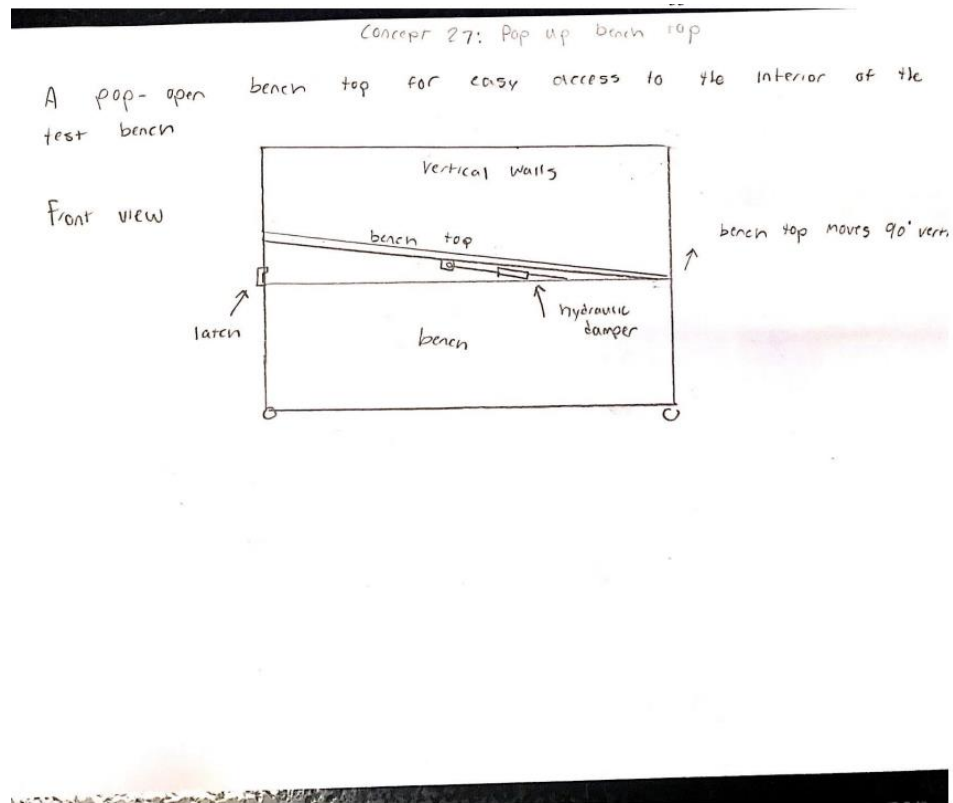 Concept 27: Pop up bench top
A pop-open bench top for easy access to the interior of the
test bench
Vertical walls
Front view
bench top
bench top moves 90° vert.
latch
hydraulic
damper
bench